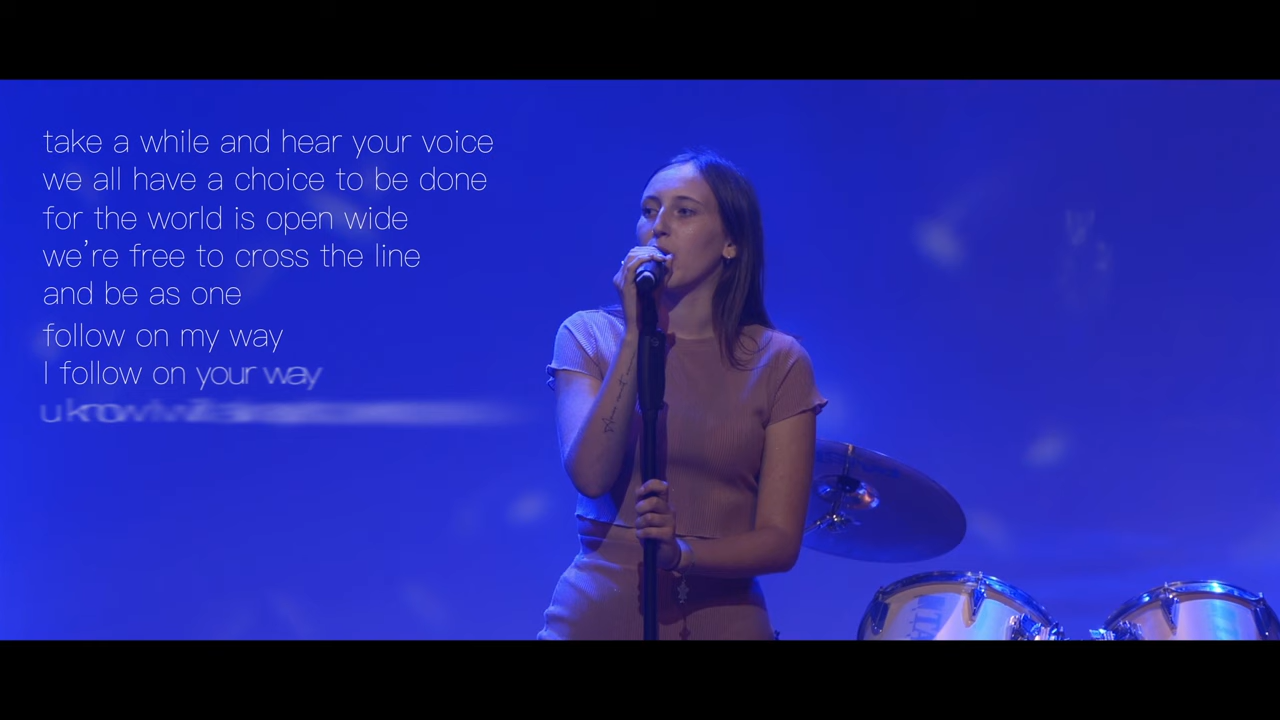 take a while and hear your voice
we all have a choice to be done
for the world is open wide
we're free to cross the line
and be as one
follow on my way
I follow on your way
u know I will